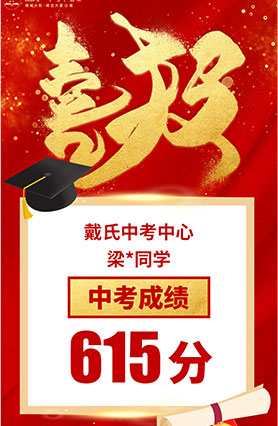 喜报
戴氏中考中心
梁*同学
中考成绩
615分